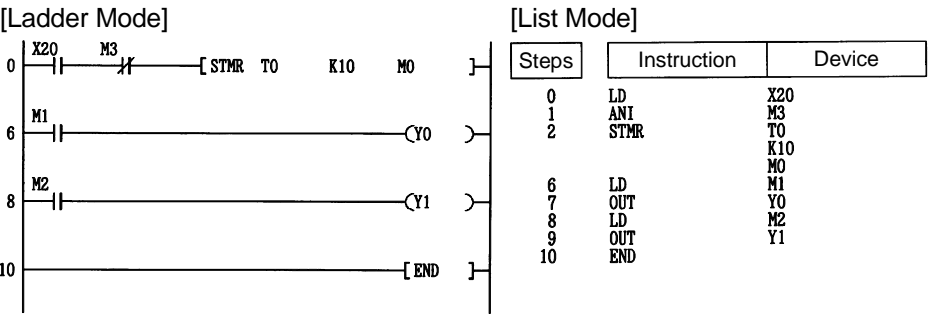 [Ladder Mode]
X20 M3
0 [ STMR T0 K10 M0 ]
M1
6 (Y0 )
M2
8 (Y1 )
10 [ END ]
[List Mode]
Steps Instruction Device
0 LD X20
1 ANI M3
2 STMR T0
K10
M0
6 LD M1
7 OUT Y0
8 LD M2
9 OUT Y1
10 END